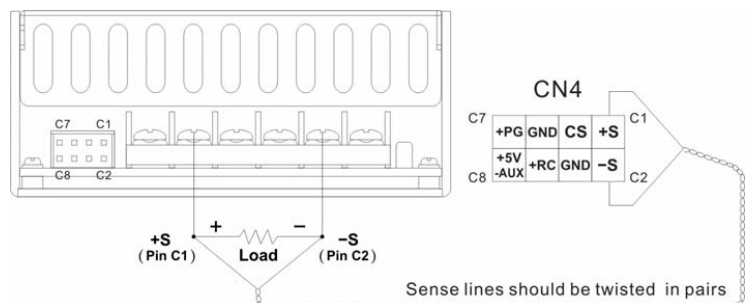 CN4
C7 C1
+PG GND CS +S
+5V -AUX +RC GND -S
C8 C2
C7 C1
C8 C2
+ -
+S Load -S
(Pin C1) (Pin C2)
Sense lines should be twisted in pairs